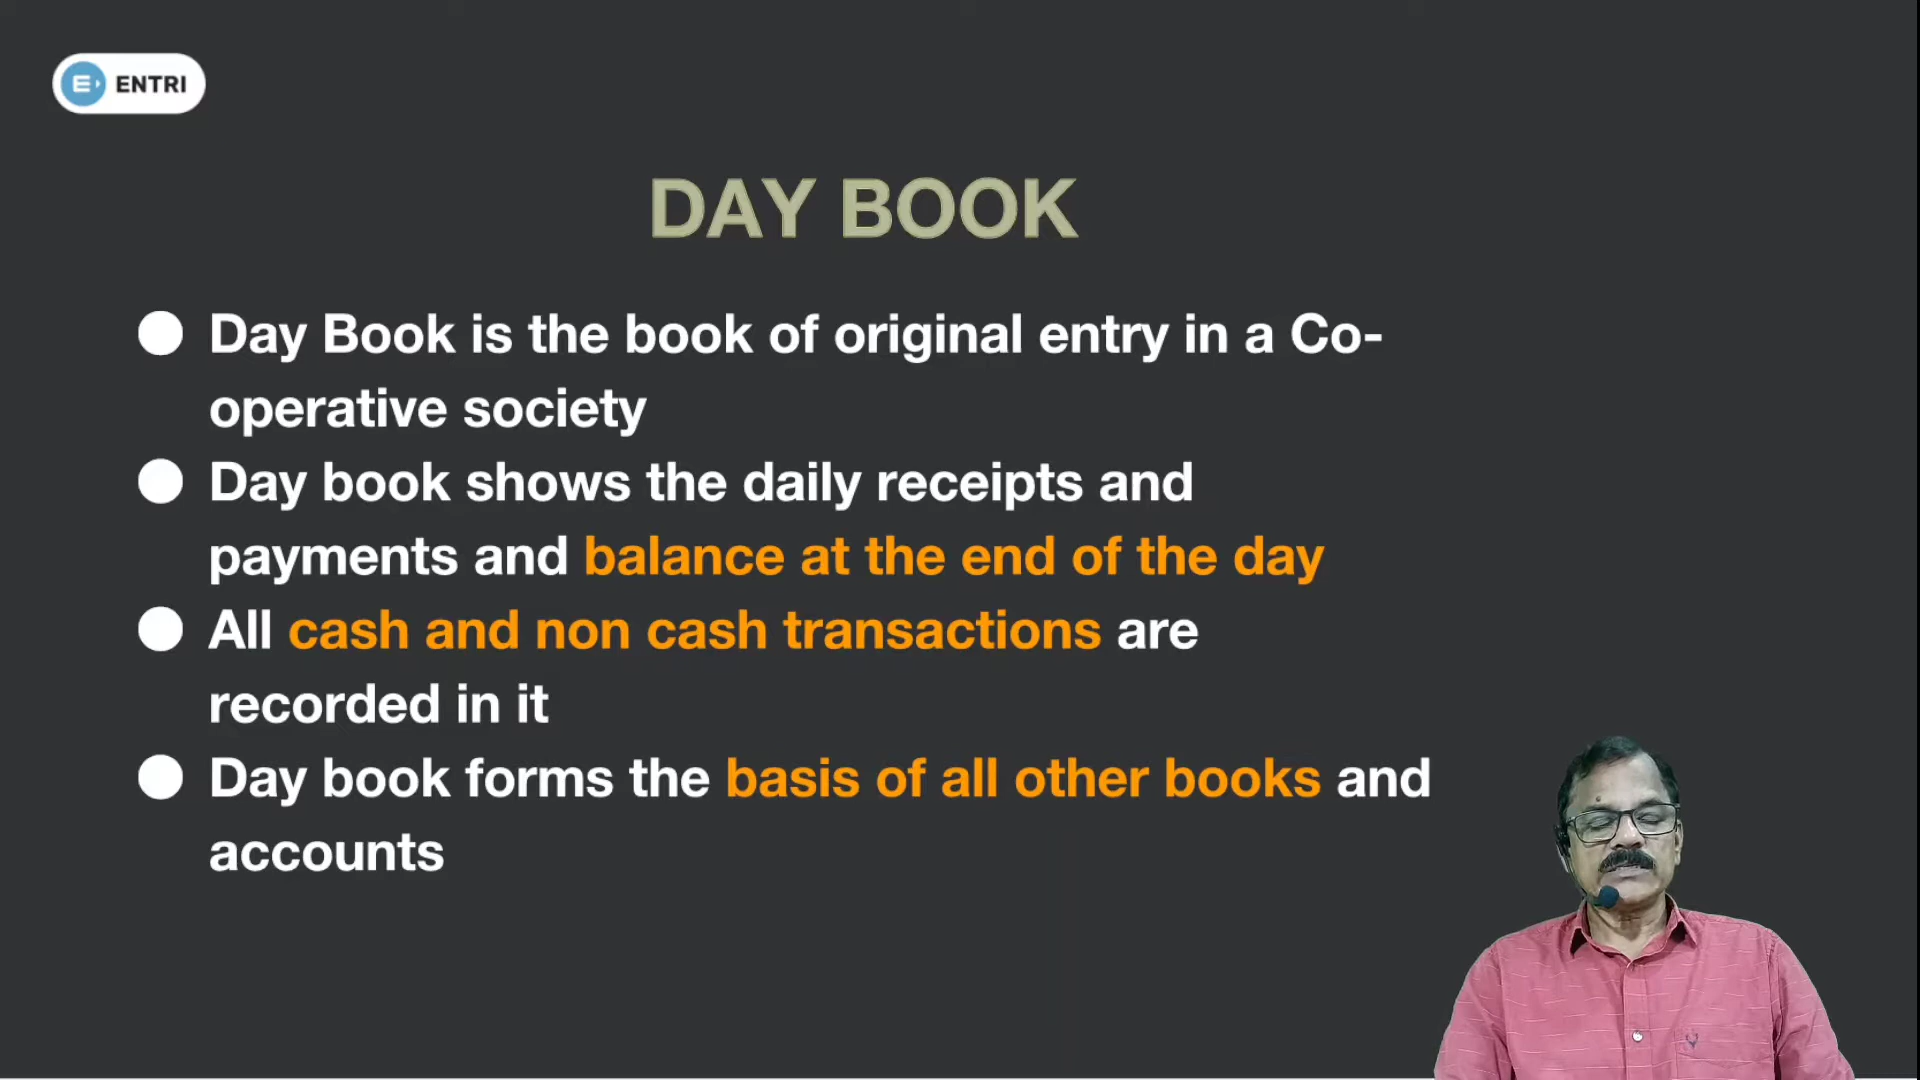 ENTRI
DAY BOOK
Day Book is the book of original entry in a Co-
operative society
Day book shows the daily receipts and
payments and balance at the end of the day
All cash and non cash transactions are
recorded in it
Day book forms the basis of all other books and
accounts